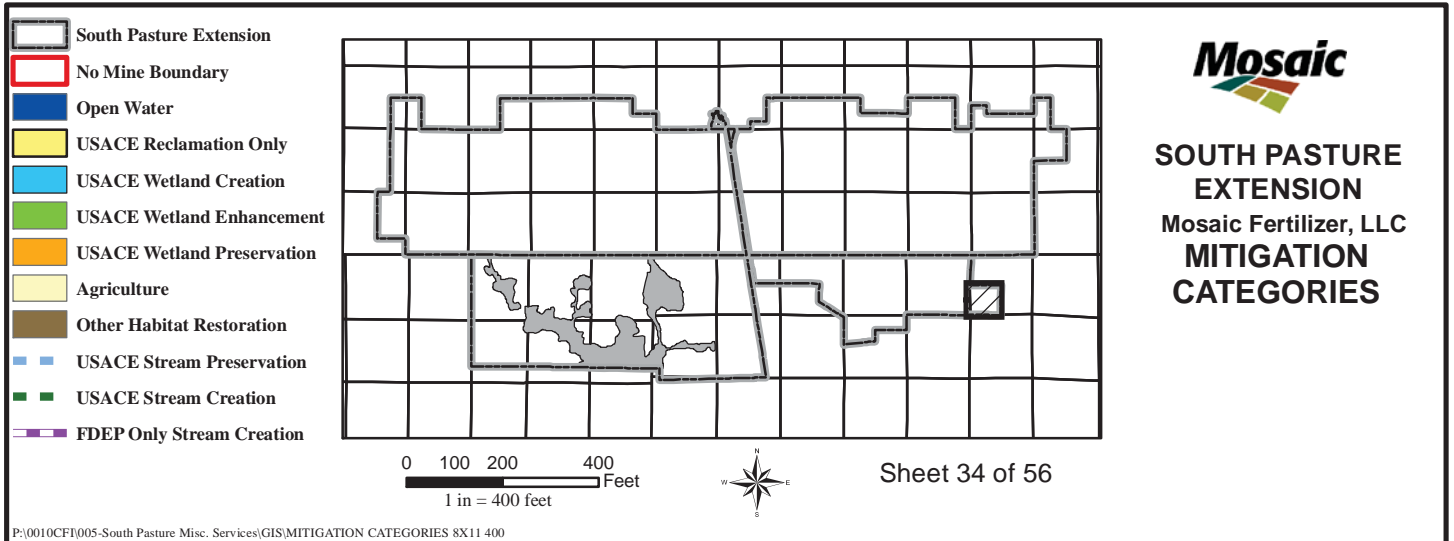 South Pasture Extension
No Mine Boundary
Open Water
USACE Reclamation Only
USACE Wetland Creation
USACE Wetland Enhancement
USACE Wetland Preservation
Agriculture
Other Habitat Restoration
USACE Stream Preservation
USACE Stream Creation
FDEP Only Stream Creation
0 100 200 400
Feet
1 in = 400 feet
N
W E
S
Sheet 34 of 56
Mosaic
SOUTH PASTURE
EXTENSION
Mosaic Fertilizer, LLC
MITIGATION
CATEGORIES
P:\0010CFI\005-South Pasture Misc. Services\GIS\MITIGATION CATEGORIES 8X11 400